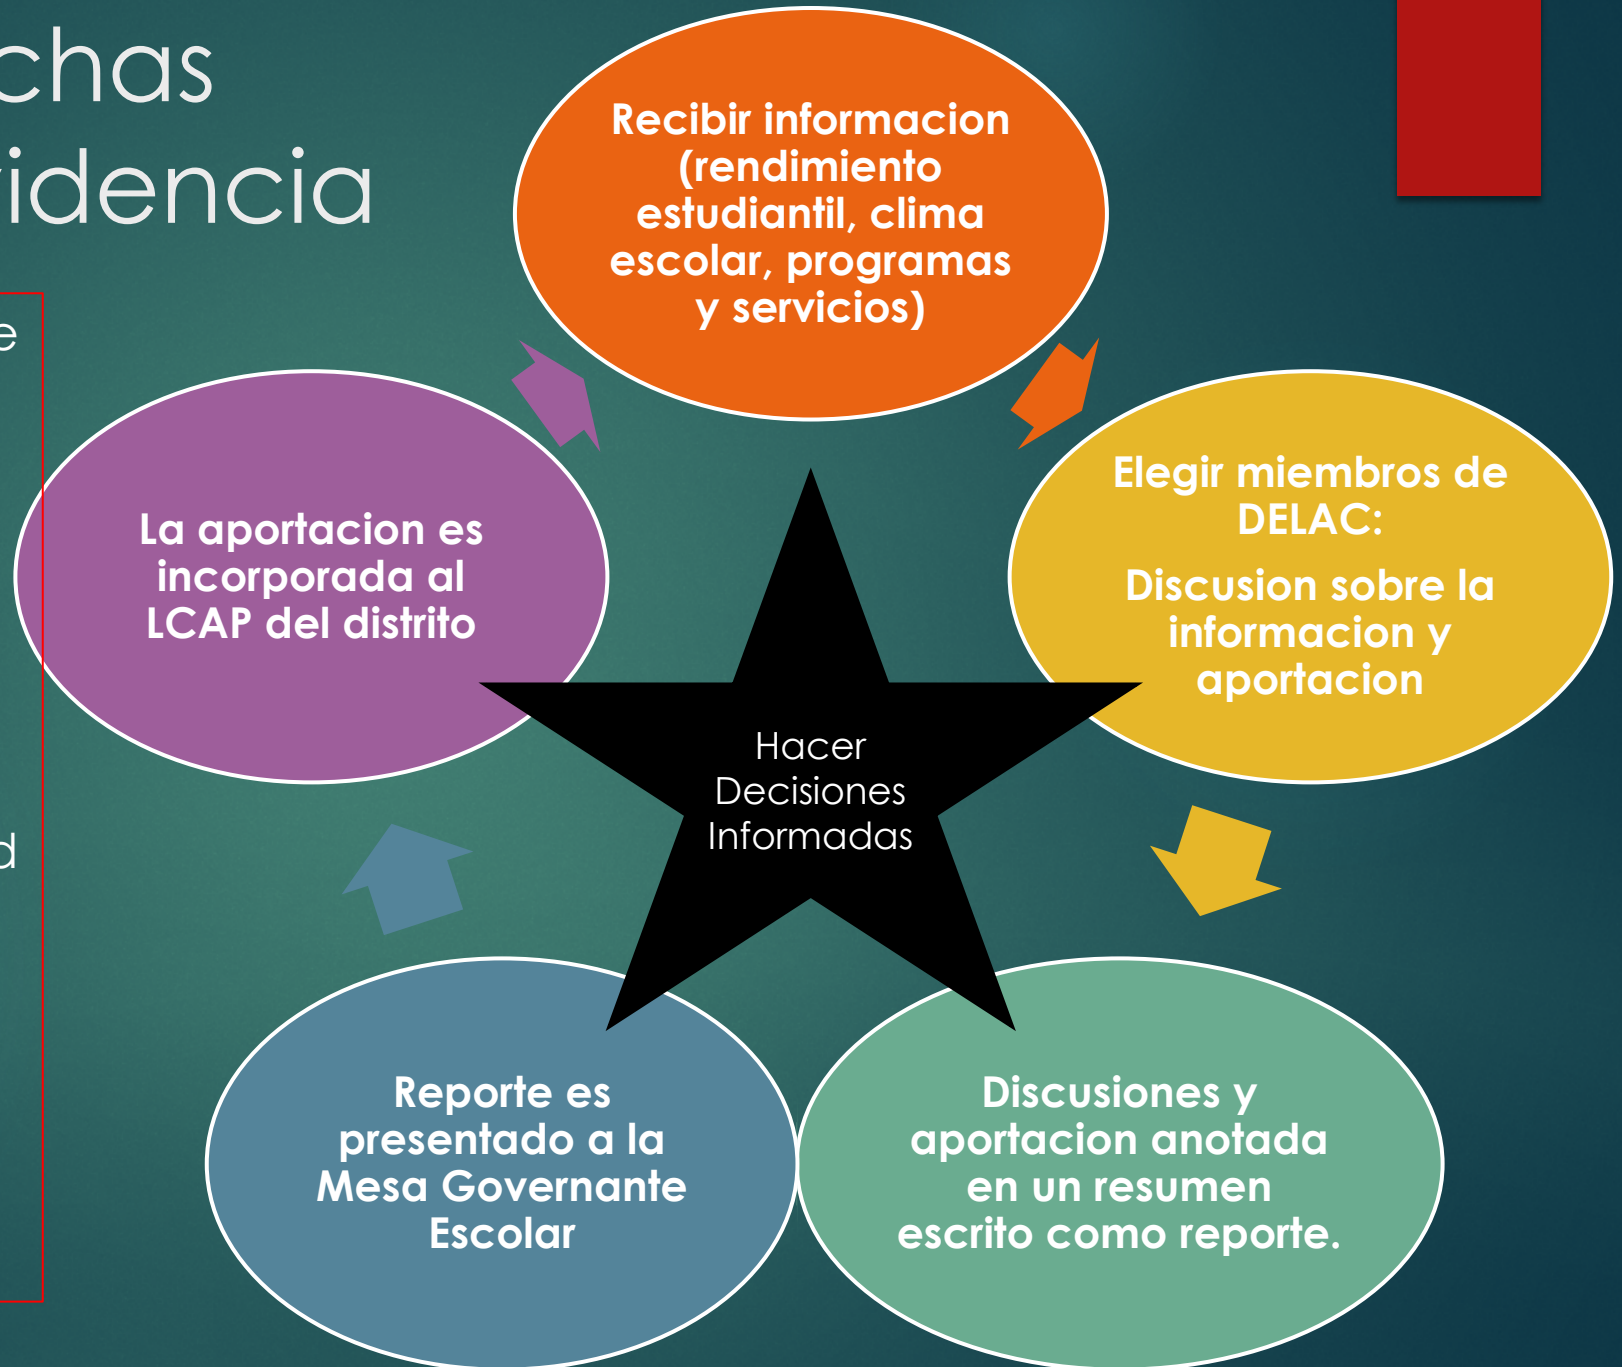 chas
idencia
e
d
Recibir informacion
(rendimiento
estudiantil, clima
escolar, programas
y servicios)
Elegir miembros de
DELAC:
Discusion sobre la
informacion y
aportacion
Discusiones y
aportacion anotada
en un resumen
escrito como reporte.
Reporte es
presentado a la
Mesa Governante
Escolar
La aportacion es
incorporada al
LCAP del distrito
Hacer
Decisiones
Informadas